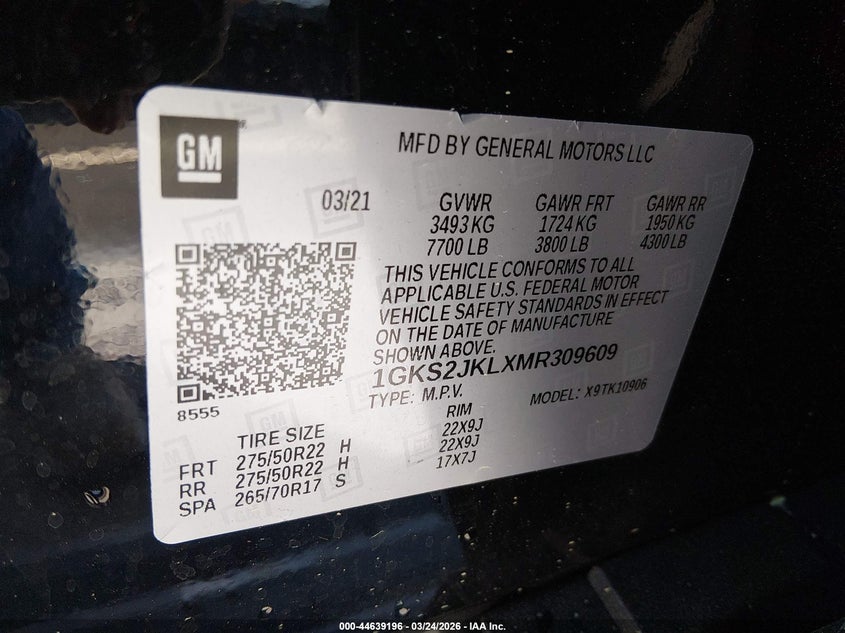 GM
MFD BY GENERAL MOTORS LLC
03/21
GVWR GAWR FRT GAWR RR
3493 KG 1724 KG 1950 KG
7700 LB 3800 LB 4300 LB
THIS VEHICLE CONFORMS TO ALL
APPLICABLE U.S. FEDERAL MOTOR
VEHICLE SAFETY STANDARDS IN EFFECT
ON THE DATE OF MANUFACTURE
SHOWN ABOVE.
1GKS2JKLXMR309609
TYPE: M.P.V. MODEL: X9TK10906
8555
TIRE SIZE RIM
FRT 275/50R22 H 22X9J
RR 275/50R22 H 22X9J
SPA 265/70R17 S 17X7J
000-44639196 - 03/24/2026 - IAA Inc.